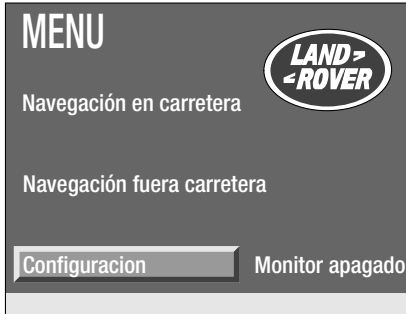 MENU
LAND>
<ROVER
Navegación en carretera
Navegación fuera carretera
Configuracion
Monitor apagado